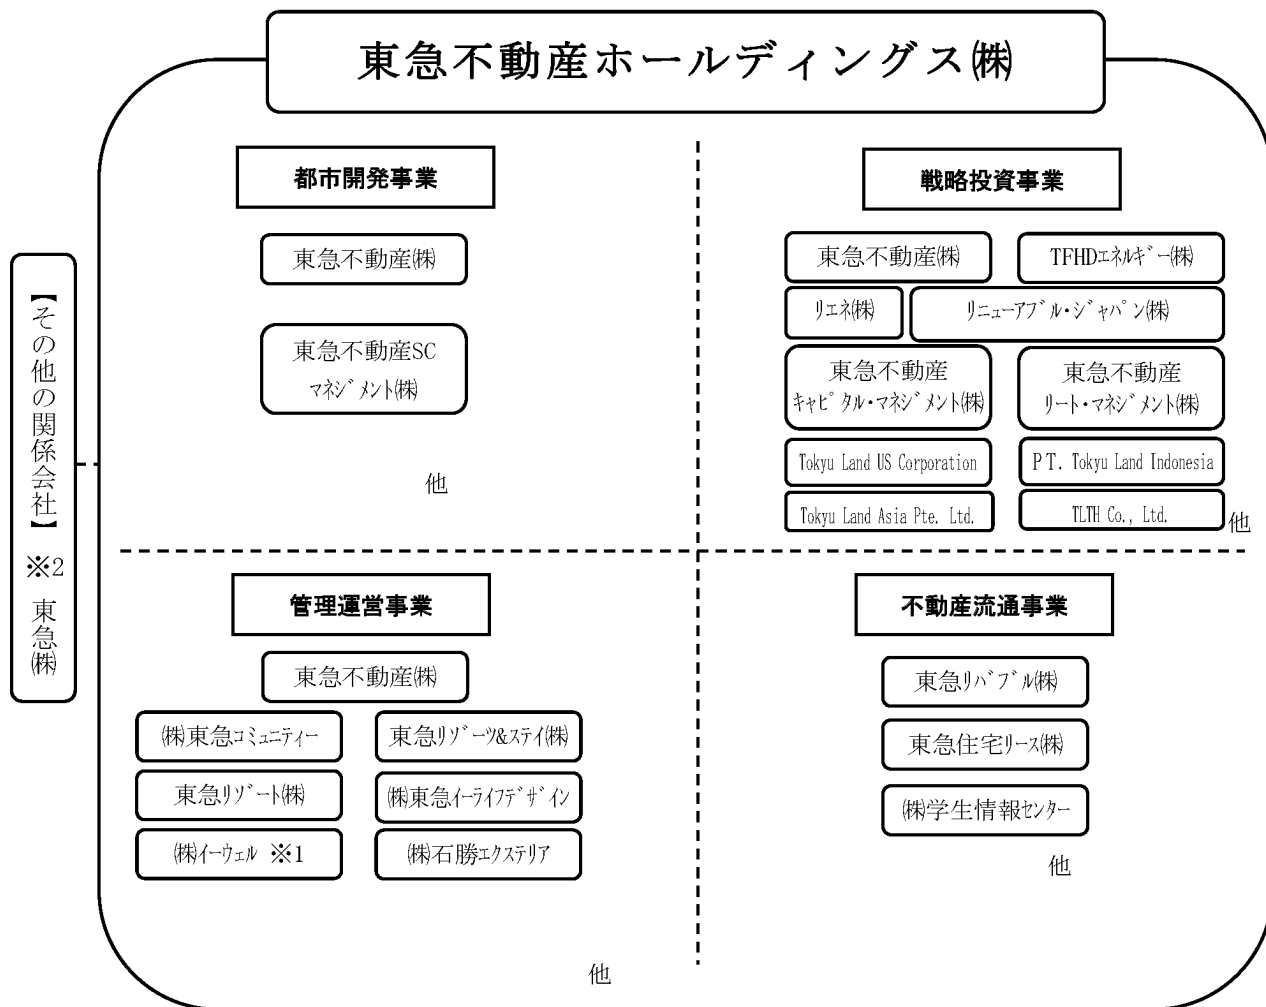 東急不動産ホールディングス㈱
都市開発事業
東急不動産㈱
東急不動産SC
マネジメント㈱
他
戦略投資事業
東急不動産㈱
TFHDエネルギー㈱
リエネ㈱
リニューアブル・ジャパン㈱
東急不動産
キャピタル・マネジメント㈱
東急不動産
リート・マネジメント㈱
Tokyu Land US Corporation
PT. Tokyu Land Indonesia
Tokyu Land Asia Pte. Ltd.
TLTH Co., Ltd.
他
【その他の関係会社】 ※2 東急㈱
管理運営事業
東急不動産㈱
㈱東急コミュニティー
東急リゾーツ&ステイ㈱
東急リゾート㈱
㈱東急イーライフデザイン
㈱イーウェル ※1
㈱石勝エクステリア
他
不動産流通事業
東急リバブル㈱
東急住宅リース㈱
㈱学生情報センター
他